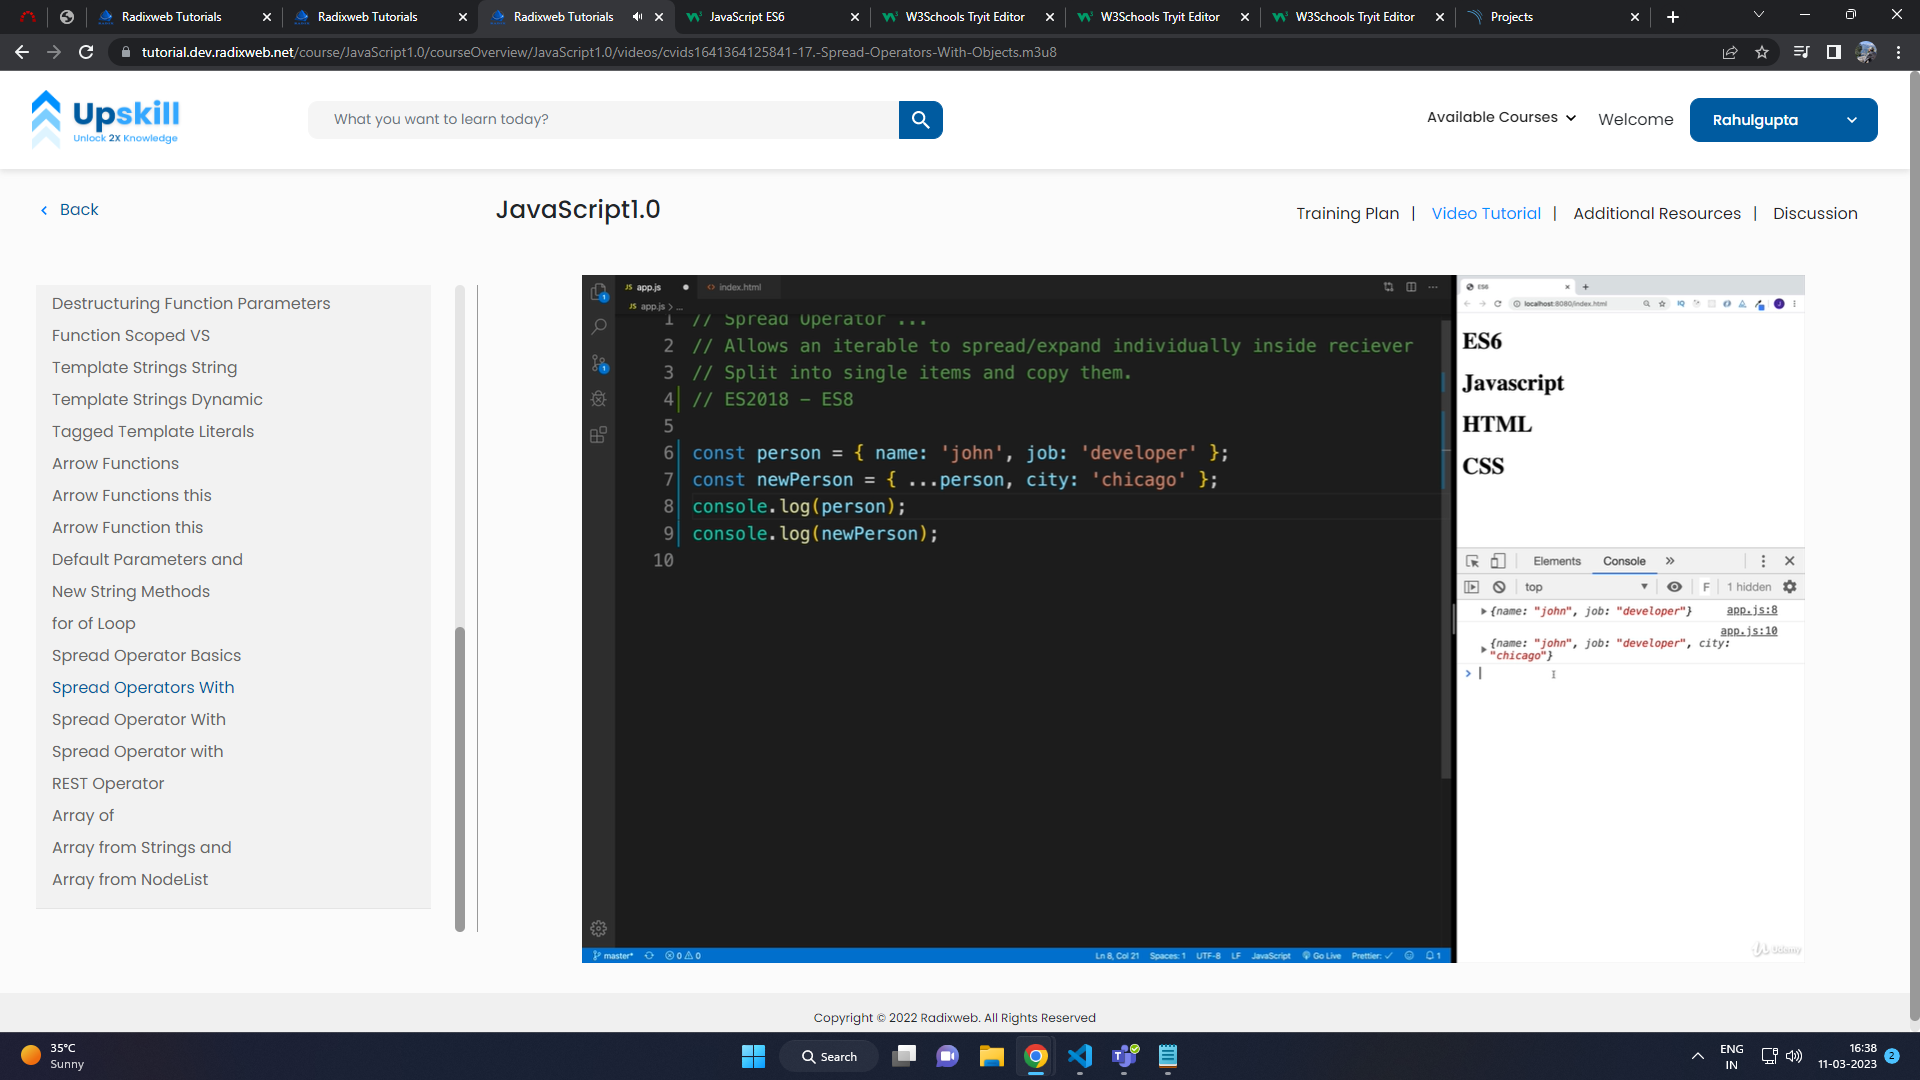 Radixweb Tutorials
Radixweb Tutorials
Radixweb Tutorials
JavaScript ES6
W3Schools Tryit Editor
W3Schools Tryit Editor
W3Schools Tryit Editor
Projects
tutorial.dev.radixweb.net/course/JavaScript1.0/courseOverview/JavaScript1.0/videos/cvids1641364125841-17.-Spread-Operators-With-Objects.m3u8
Upskill
Unlock 2X Knowledge
What you want to learn today?
Available Courses
Welcome
Rahulgupta
Back
JavaScript1.0
Training Plan |
Video Tutorial |
Additional Resources |
Discussion
Destructuring Function Parameters
Function Scoped VS
Template Strings String
Template Strings Dynamic
Tagged Template Literals
Arrow Functions
Arrow Functions this
Arrow Function this
Default Parameters and
New String Methods
for of Loop
Spread Operator Basics
Spread Operators With
Spread Operator With
Spread Operator with
REST Operator
Array of
Array from Strings and
Array from NodeList
JS app.js
<> index.html
JS app.js > ...
1 // Spread Operator ...
2 // Allows an iterable to spread/expand individually inside reciever
3 // Split into single items and copy them.
4 // ES2018 - ES8
5
6 const person = { name: 'john', job: 'developer' };
7 const newPerson = { ...person, city: 'chicago' };
8 console.log(person);
9 console.log(newPerson);
10
master*
0 0
Ln 8, Col 21
Spaces: 1
UTF-8
LF
JavaScript
Go Live
Prettier: ✓
1
ES6
localhost:8080/index.html
ES6
Javascript
HTML
CSS
Elements
Console
»
top
F
1 hidden
{name: "john", job: "developer"}
app.js:8
app.js:10
{name: "john", job: "developer", city:
"chicago"}
Udemy
Copyright © 2022 Radixweb. All Rights Reserved
35°C
Sunny
Search
ENG
IN
16:38
11-03-2023
2